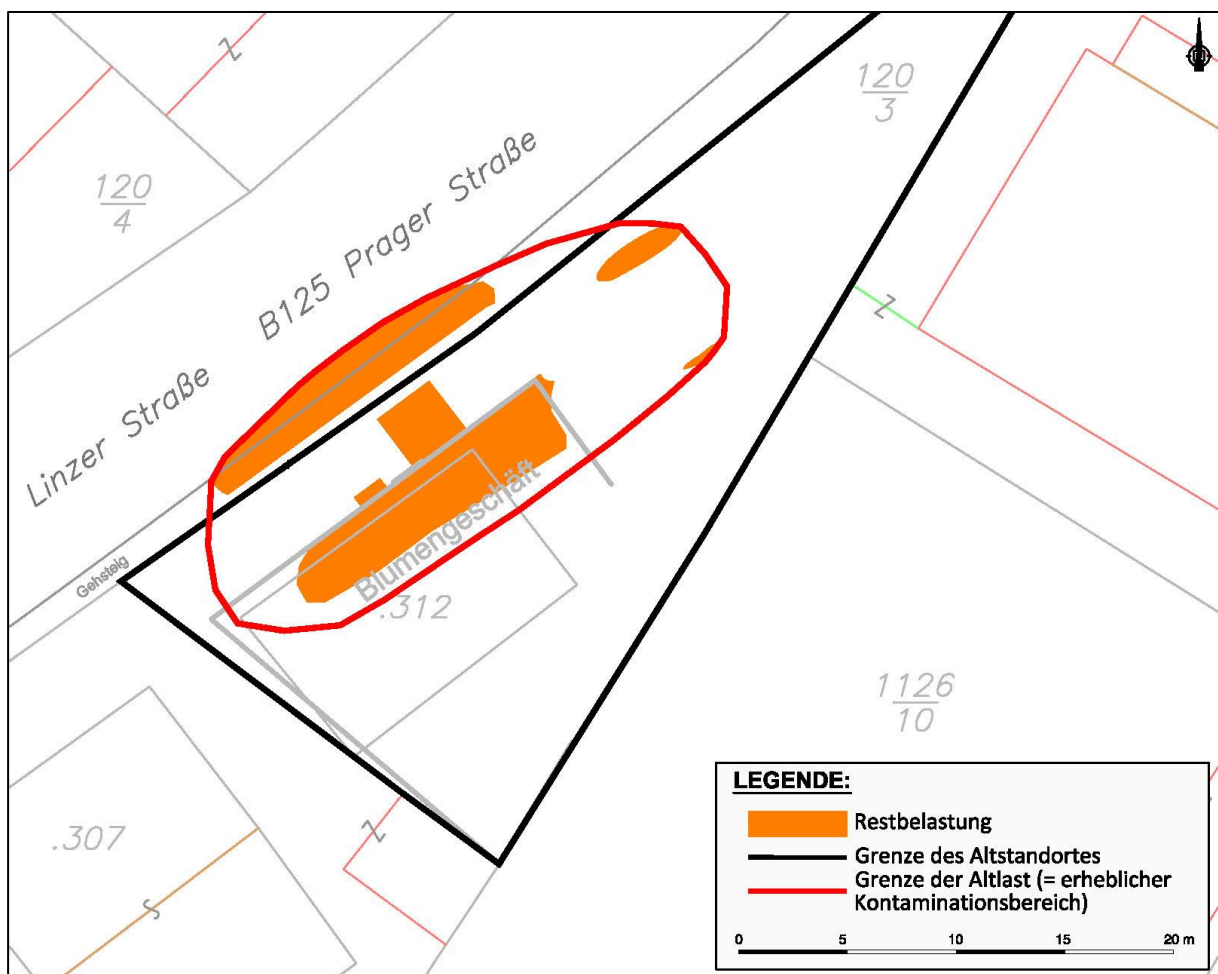 120
3
120
4
B125 Prager Straße
Linzer Straße
Gehsteig
Blumengeschäft
.312
1126
10
.307
z
z
z
s
LEGENDE:
Restbelastung
Grenze des Altstandortes
Grenze der Altlast (= erheblicher
Kontaminationsbereich)
0 5 10 15 20 m